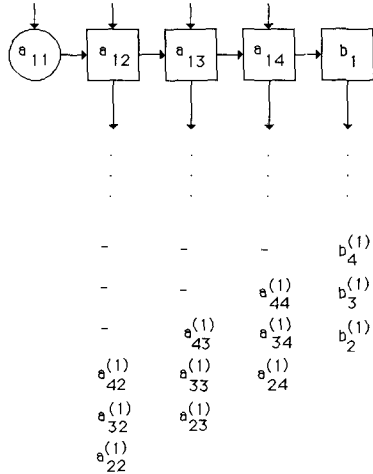 a11 a12 a13 a14 b1
. . . .
. . . .
. . . .
– – – b4(1)
– – a44(1) b3(1)
– a43(1) a34(1) b2(1)
a42(1) a33(1) a24(1)
a32(1) a23(1)
a22(1)